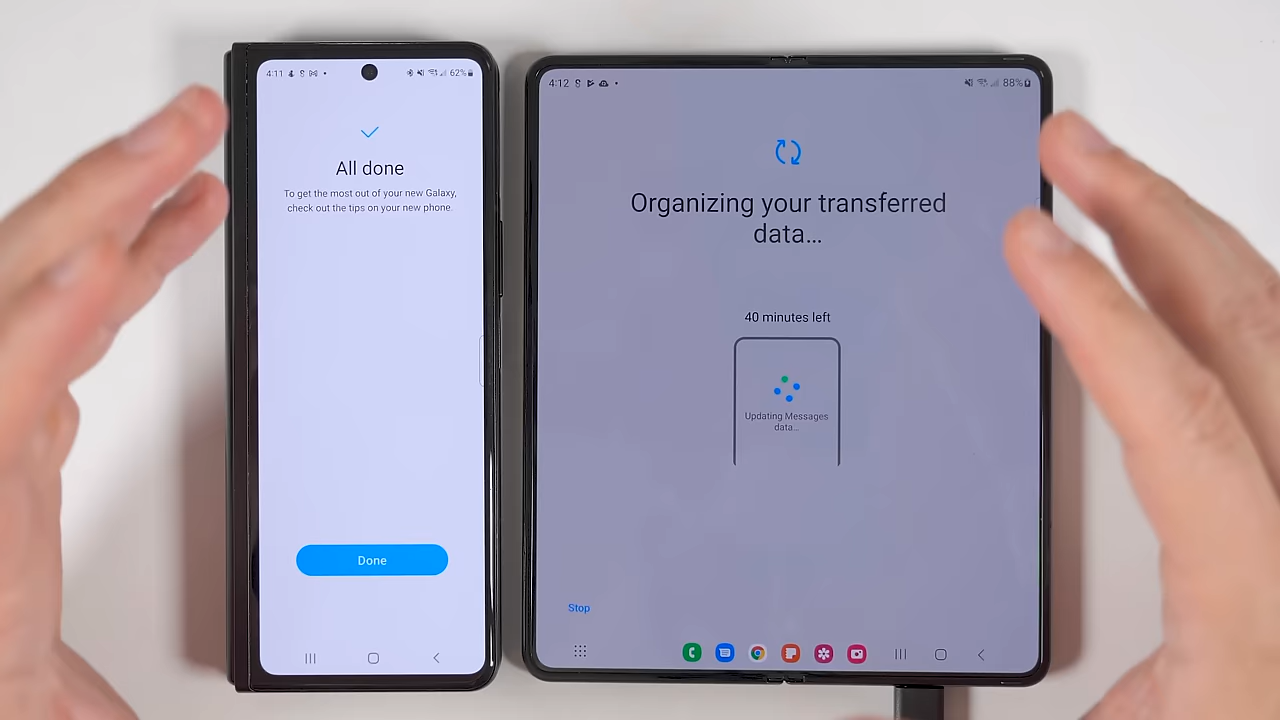 4:11
62%
All done
To get the most out of your new Galaxy,
check out the tips on your new phone.
Done
4:12
88%
Organizing your transferred
data...
40 minutes left
Updating Messages
data...
Stop